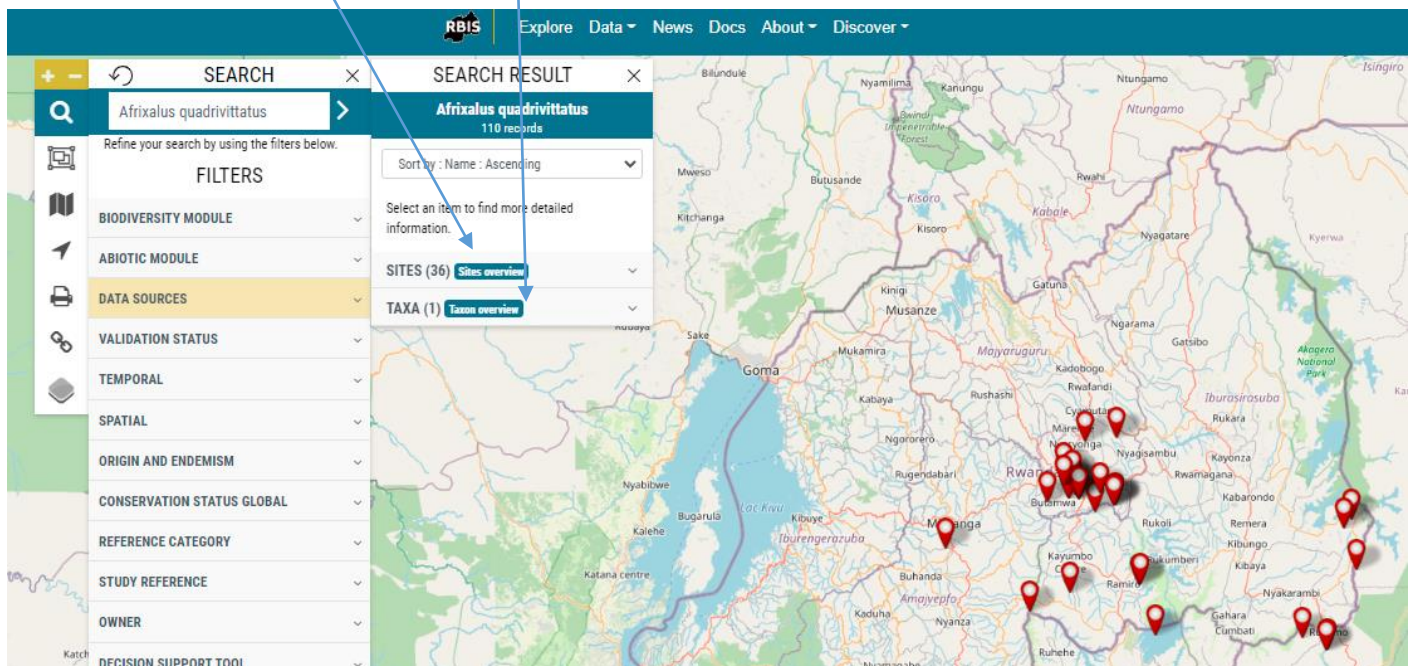 RBIS
Explore Data News Docs About Discover
SEARCH
Afrixalus quadrivittatus
Refine your search by using the filters below.
FILTERS
BIODIVERSITY MODULE
ABIOTIC MODULE
DATA SOURCES
VALIDATION STATUS
TEMPORAL
SPATIAL
ORIGIN AND ENDEMISM
CONSERVATION STATUS GLOBAL
REFERENCE CATEGORY
STUDY REFERENCE
OWNER
DECISION SUPPORT TOOL
SEARCH RESULT
Afrixalus quadrivittatus
110 records
Sort by : Name : Ascending
Select an item to find more detailed
information.
SITES (36) Sites overview
TAXA (1) Taxon overview
Bilundule
Nyamilima
Kanungu
Ntungamo
Isingiro
Bwindi
Impenetrable
Forest
Ntungamo
Mweso
Butusande
Rwahi
Kisoro
Kabale
Kitchanga
Kisoro
Nyagatare
Kyerwa
Kinigi
Gatuna
Musanze
Ngarama
Sake
Mukamira
Majyaruguru
Gatsibo
Akagera
National
Park
Goma
Kadobogo
Rwafandi
Kabaya
Rushashi
Iburasirasuba
Rukara
Ngororero
Nyagisambu
Kayonza
Rugendabari
Rwamagana
Nyabibwe
Kabarondo
Butamwa
Bugarula
Lac Kivu
Kibuye
Rukoli
Remera
Kalehe
Iburengerazuba
Kibungo
Kayumbo
Katana centre
Buhanda
Kibaya
Amajyepfo
Nyakarambi
Kaduha
Nyanza
Gahara
Cumbati
Ruhehe
Nyamagabe